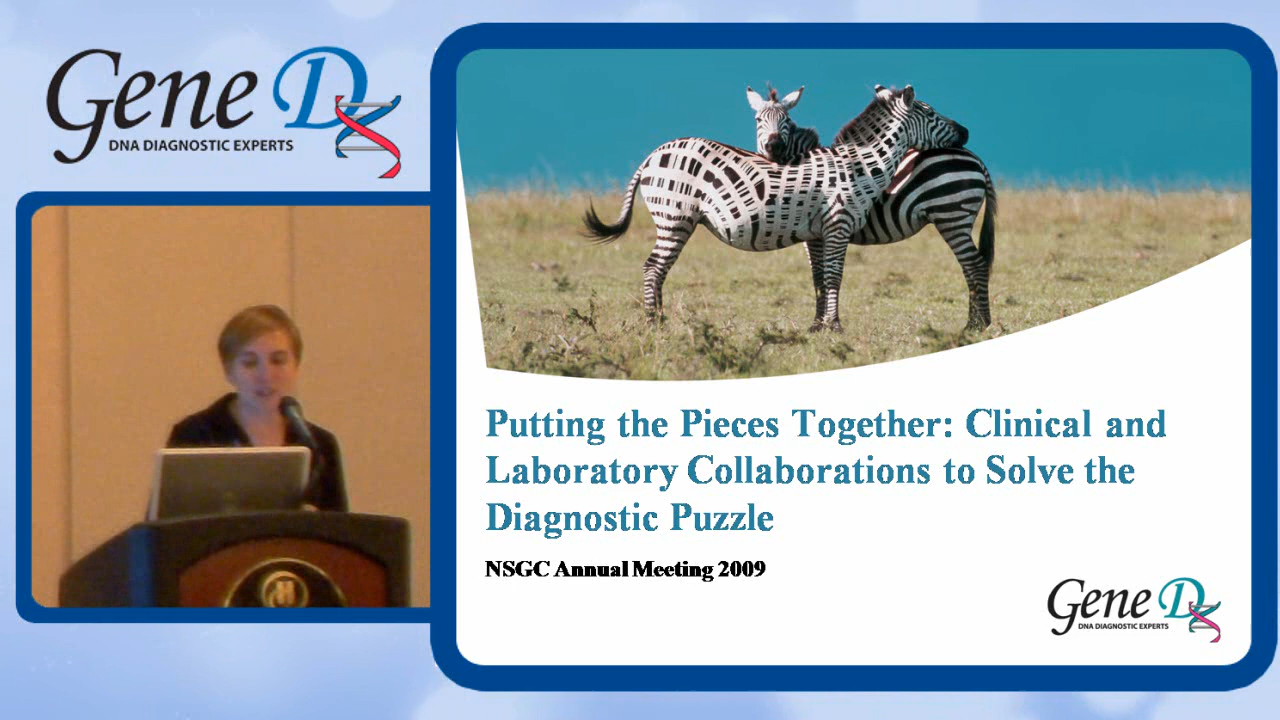 Gene Dx
DNA DIAGNOSTIC EXPERTS
Putting the Pieces Together: Clinical and
Laboratory Collaborations to Solve the
Diagnostic Puzzle
NSGC Annual Meeting 2009
Gene Dx
DNA DIAGNOSTIC EXPERTS